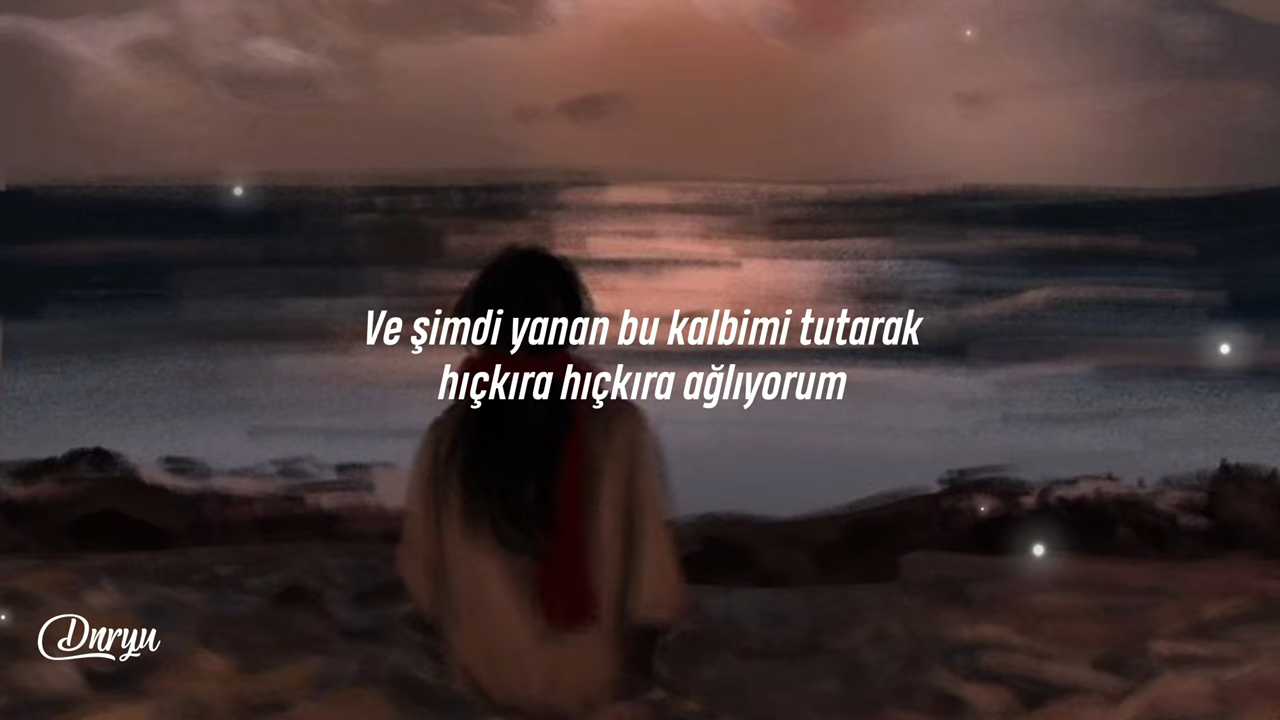 Ve şimdi yanan bu kalbimi tutarak
hıçkıra hıçkıra ağlıyorum
Dnryu